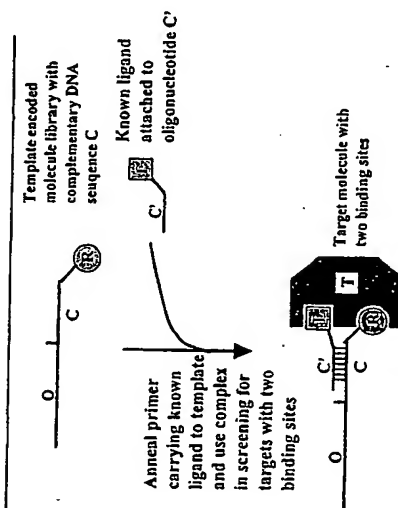 Template encoded
molecule library with
complementary DNA
seuqence C
O
C
R
Known ligand
attached to
oligonucleotide C'
C'
Anneal primer
carrying known
ligand to template
and use complex
in screening for
targets with two
binding sites
O
C'
C
R
T
Target molecule with
two binding sites